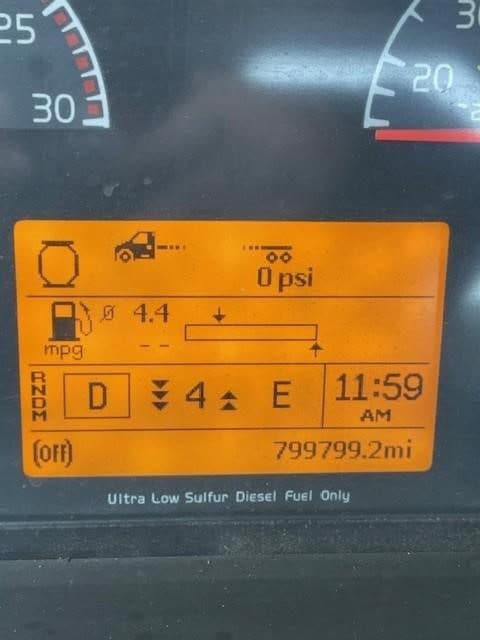 25
30
30
20
0 psi
Ø 4.4
mpg
--
RNDM
D 4 E
11:59
AM
(OFF)
799799.2mi
Ultra Low Sulfur Diesel Fuel Only